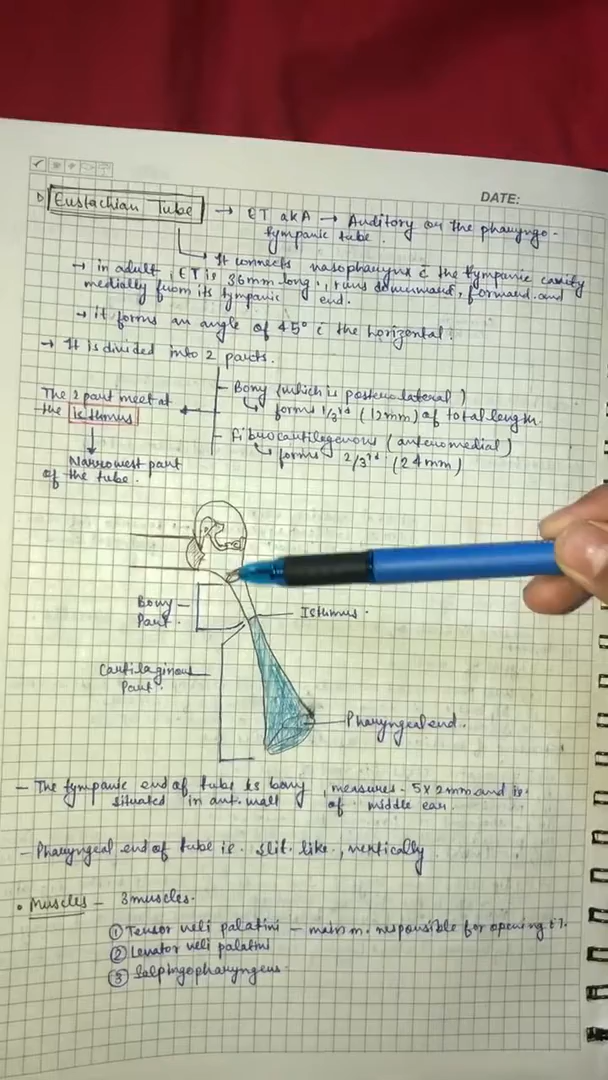 DATE:
Eustachian Tube → ET aka → Auditory or the pharyngo-
tympanic tube.
→ It connects nasopharynx c̄ the tympanic cavity
→ in adult, ET is 36mm long, runs downward, forward and
medially from its tympanic end.
→ it forms an angle of 45° c̄ the horizontal.
→ It is divided into 2 parts.
Bony (which is posterolateral)
forms 1/3rd (12mm) of total length
Fibrocartilagenous (anteromedial)
forms 2/3rd (24mm)
The 2 part meet at
the isthmus
Narrowest part
of the tube.
Bony
Part.
Isthmus.
Cartilaginous
Part.
Pharyngeal end.
- The tympanic end of tube is bony, measures - 5x2mm and is
situated in ant. wall of middle ear.
- Pharyngeal end of tube is slit like, vertically
• Muscles - 3 muscles.
① Tensor veli palatini - main m. responsible for opening
② Levator veli palatini
③ Salpingopharyngeus.